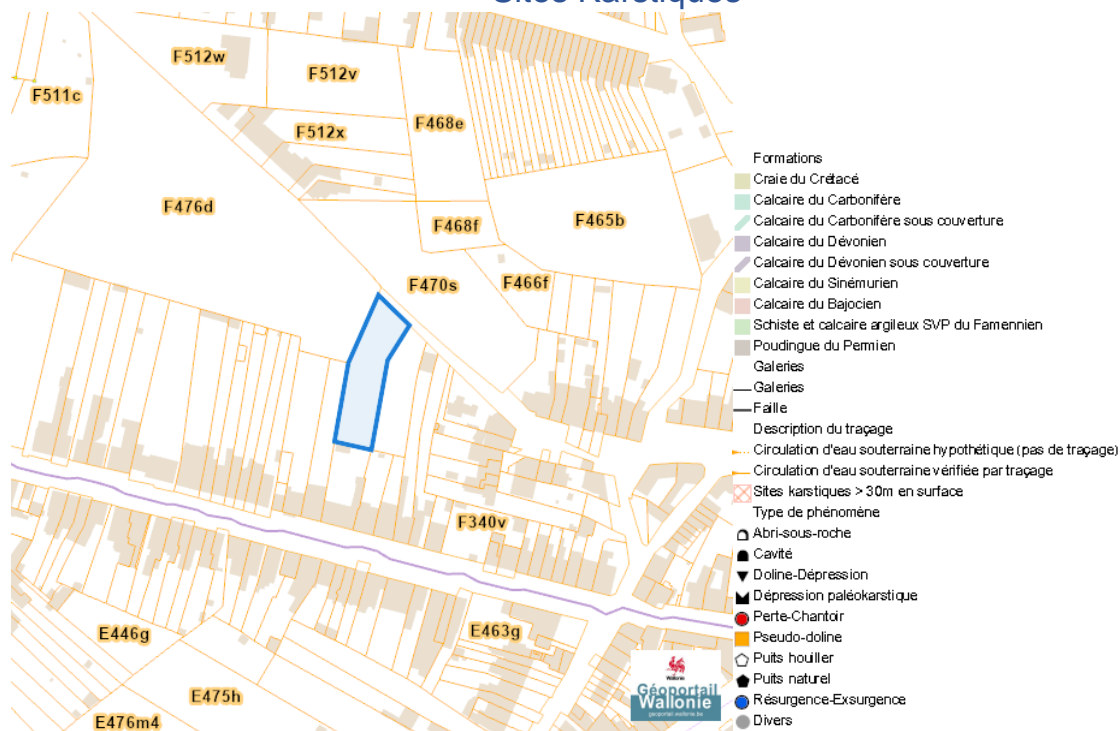 Sites Karstiques
F512w
F512v
F511c
F468e
F512x
F476d
F468f
F465b
F470s
F466f
F340v
E446g
E463g
E475h
E476m4
Wallonie
Géoportail
Wallonie
geoportail.wallonie.be
Formations
Craie du Crétacé
Calcaire du Carbonifère
Calcaire du Carbonifère sous couverture
Calcaire du Dévonien
Calcaire du Dévonien sous couverture
Calcaire du Sinémurien
Calcaire du Bajocien
Schiste et calcaire argileux SVP du Famennien
Poudingue du Permien
Galeries
Galeries
Faille
Description du traçage
Circulation d'eau souterraine hypothétique (pas de traçage)
Circulation d'eau souterraine vérifiée par traçage
Sites karstiques > 30m en surface
Type de phénomène
Abri-sous-roche
Cavité
Doline-Dépression
Dépression paléokarstique
Perte-Chantoir
Pseudo-doline
Puits houiller
Puits naturel
Résurgence-Exsurgence
Divers